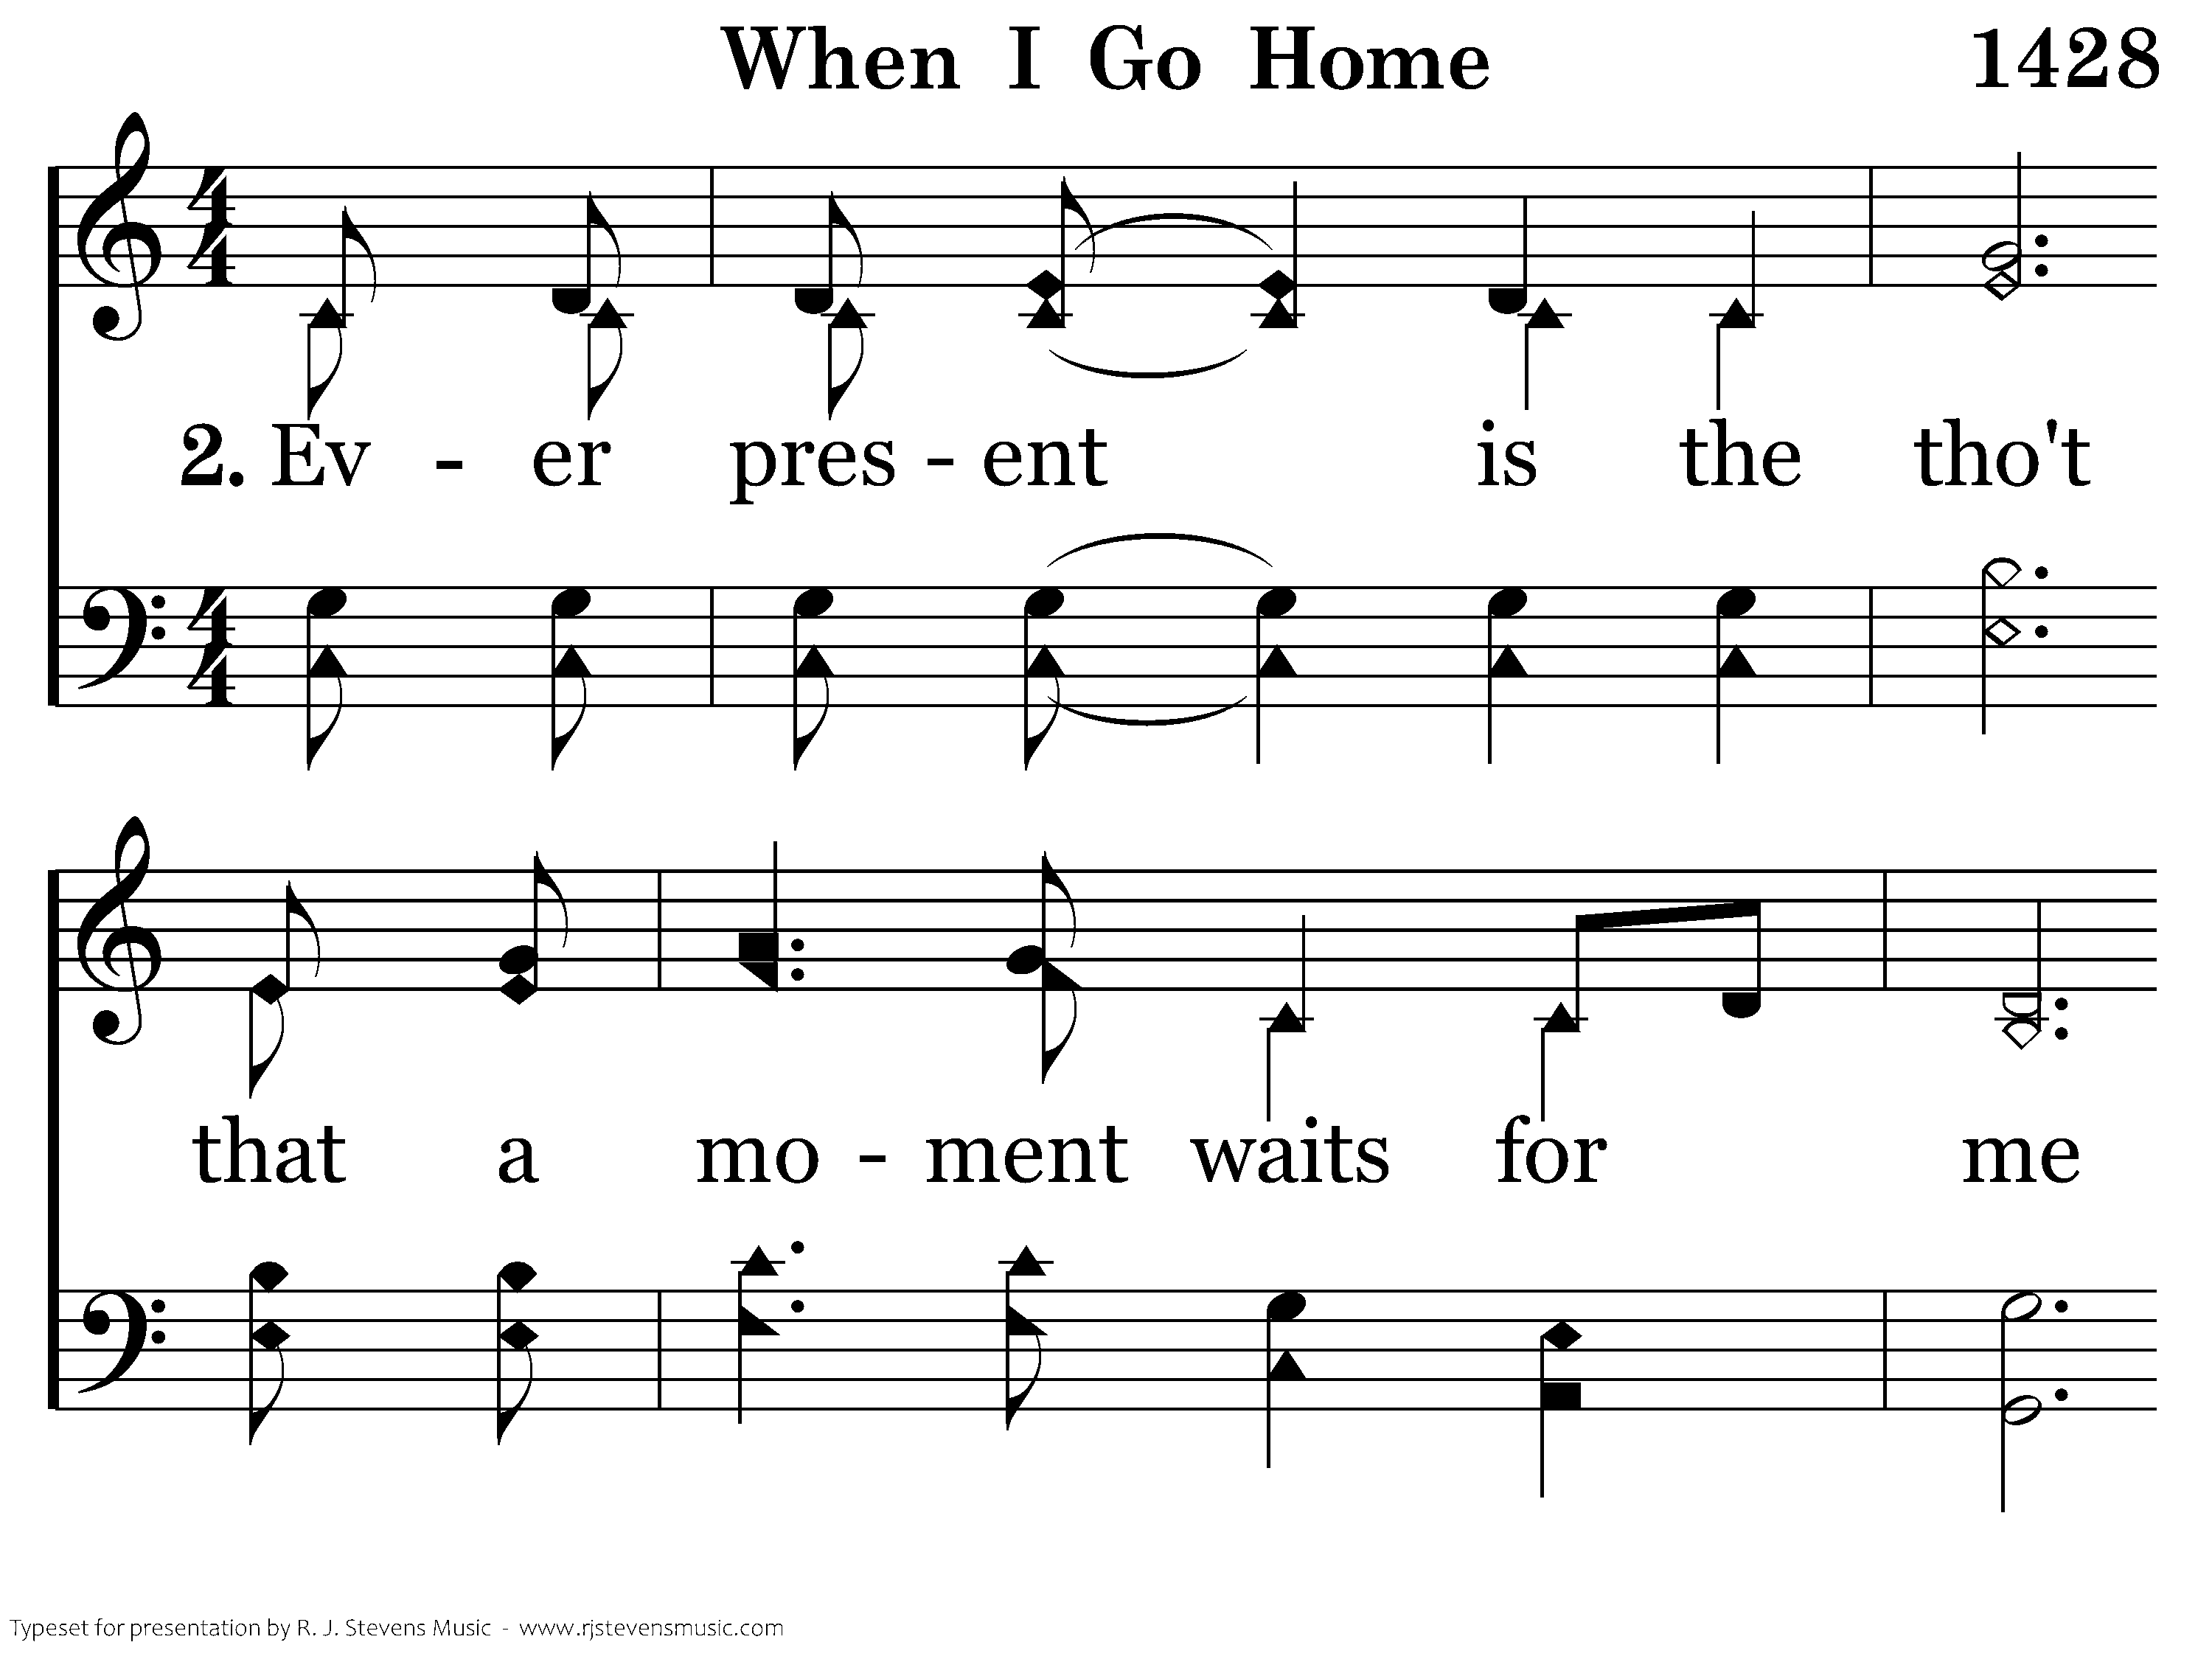 When I Go Home 1428
2. Ev - er pres - ent is the tho't
that a mo - ment waits for me
Typeset for presentation by R. J. Stevens Music - www.rjstevensmusic.com